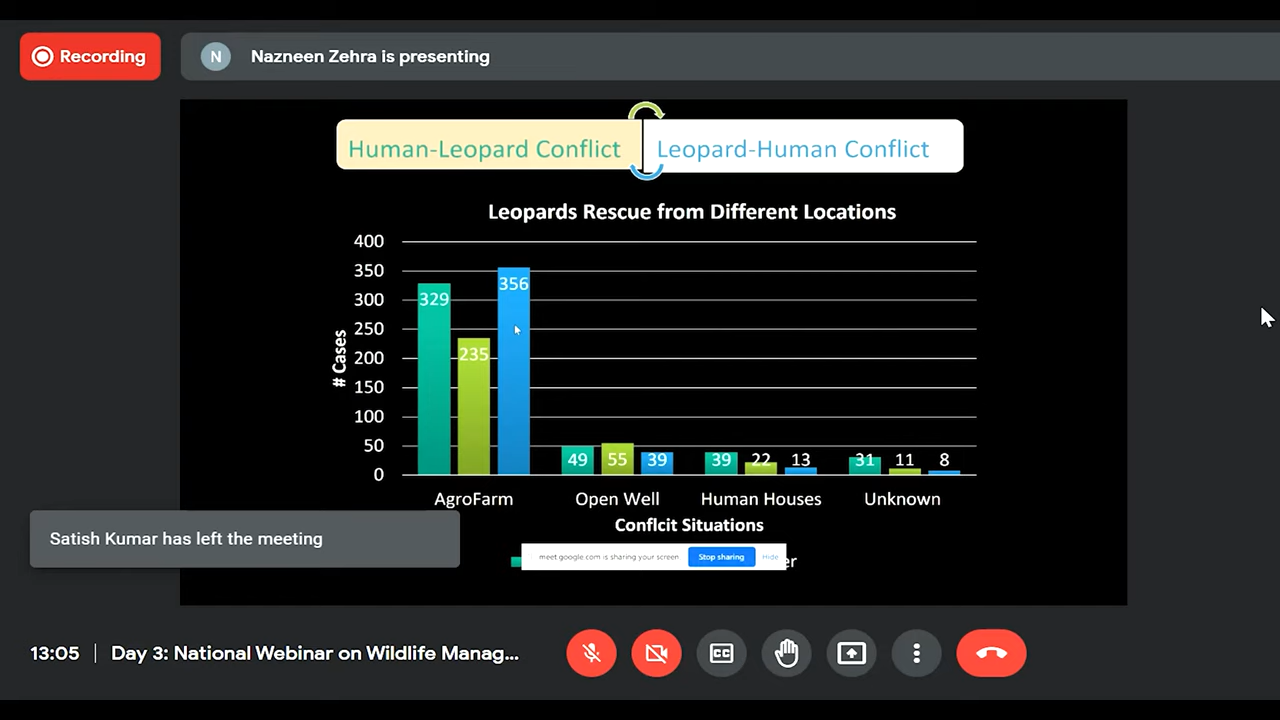 Recording
N
Nazneen Zehra is presenting
Human-Leopard Conflict
Leopard-Human Conflict
Leopards Rescue from Different Locations
# Cases
400
350
300
250
200
150
100
50
0
329
235
356
49
55
39
39
22
13
31
11
8
AgroFarm
Open Well
Human Houses
Unknown
Conflcit Situations
meet.google.com is sharing your screen
Stop sharing
Hide
er
Satish Kumar has left the meeting
13:05
Day 3: National Webinar on Wildlife Manag...
CC